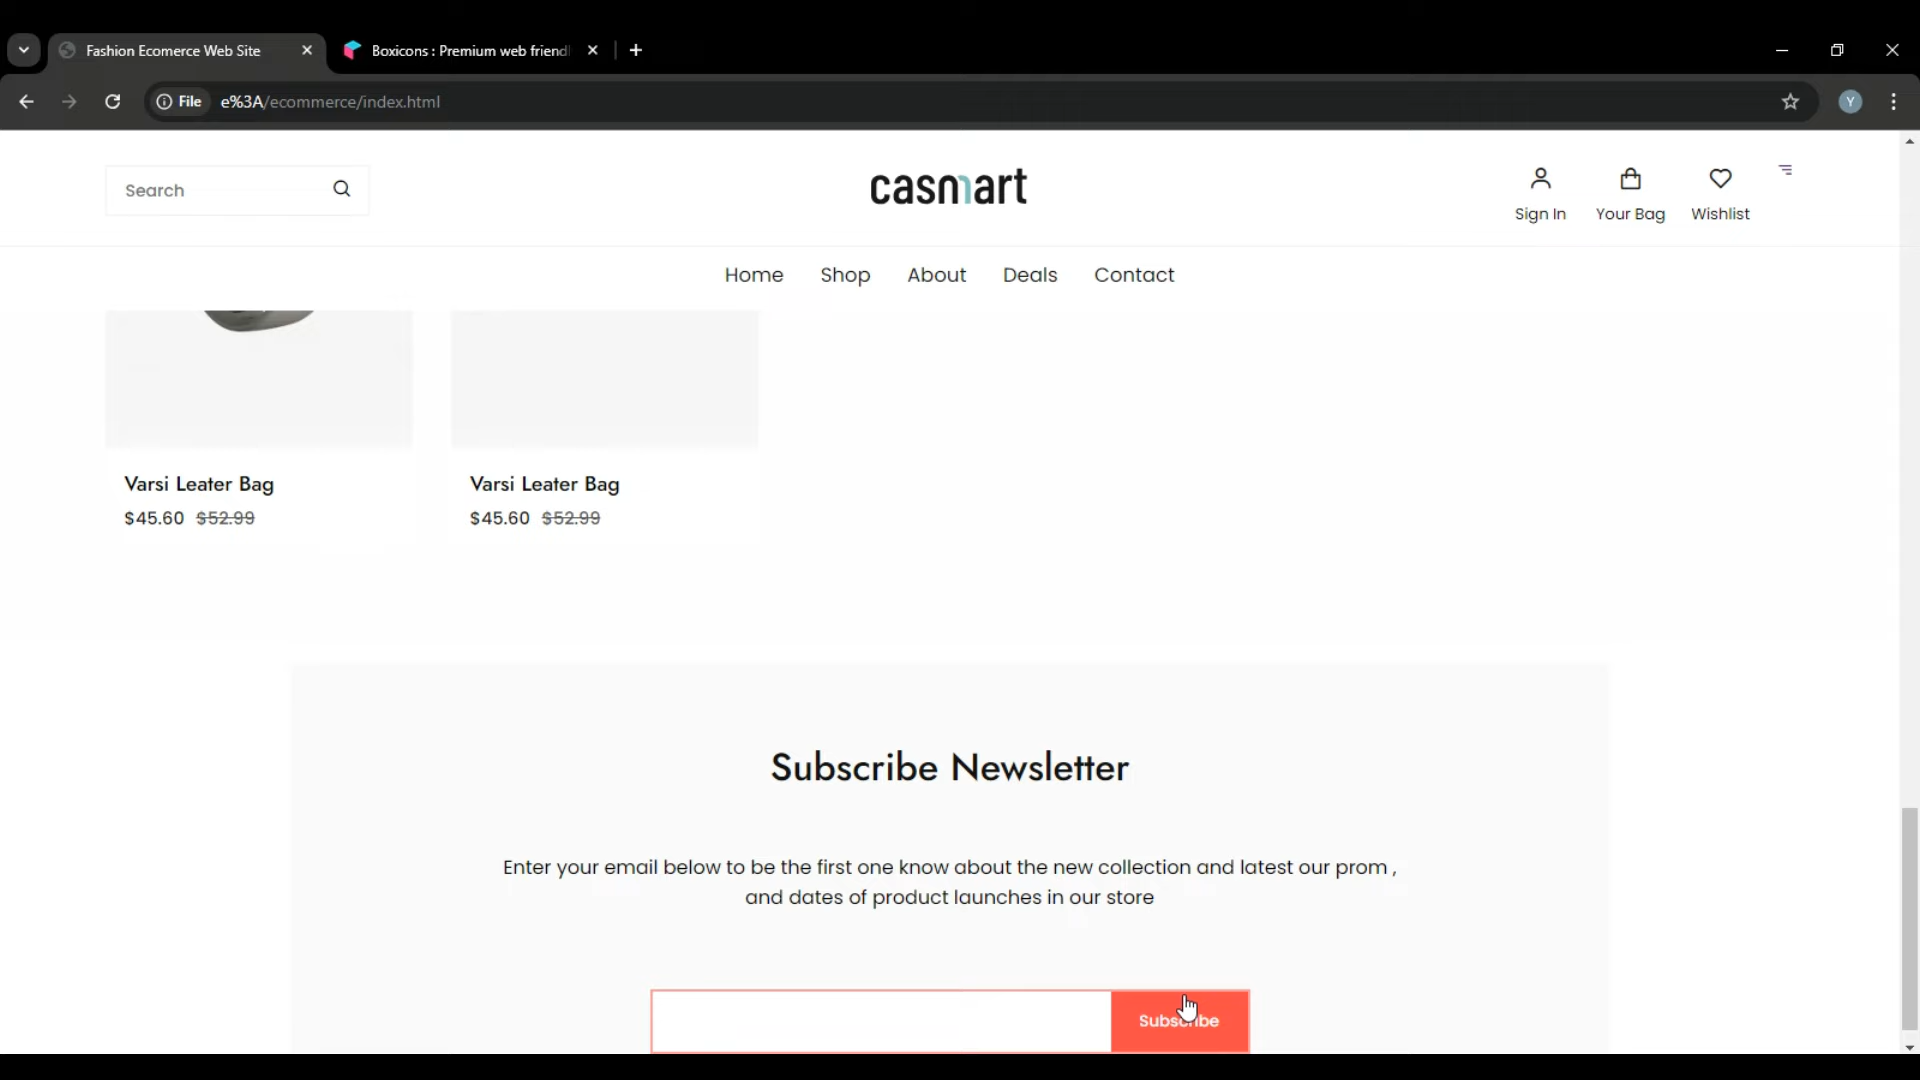 Fashion Ecomerce Web Site
Boxicons : Premium web friend
File e%3A/ecommerce/index.html
Y
Search
casmart
Sign In
Your Bag
Wishlist
Home Shop About Deals Contact
Varsi Leater Bag
$45.60 $52.99
Varsi Leater Bag
$45.60 $52.99
Subscribe Newsletter
Enter your email below to be the first one know about the new collection and latest our prom ,
and dates of product launches in our store
Subscribe